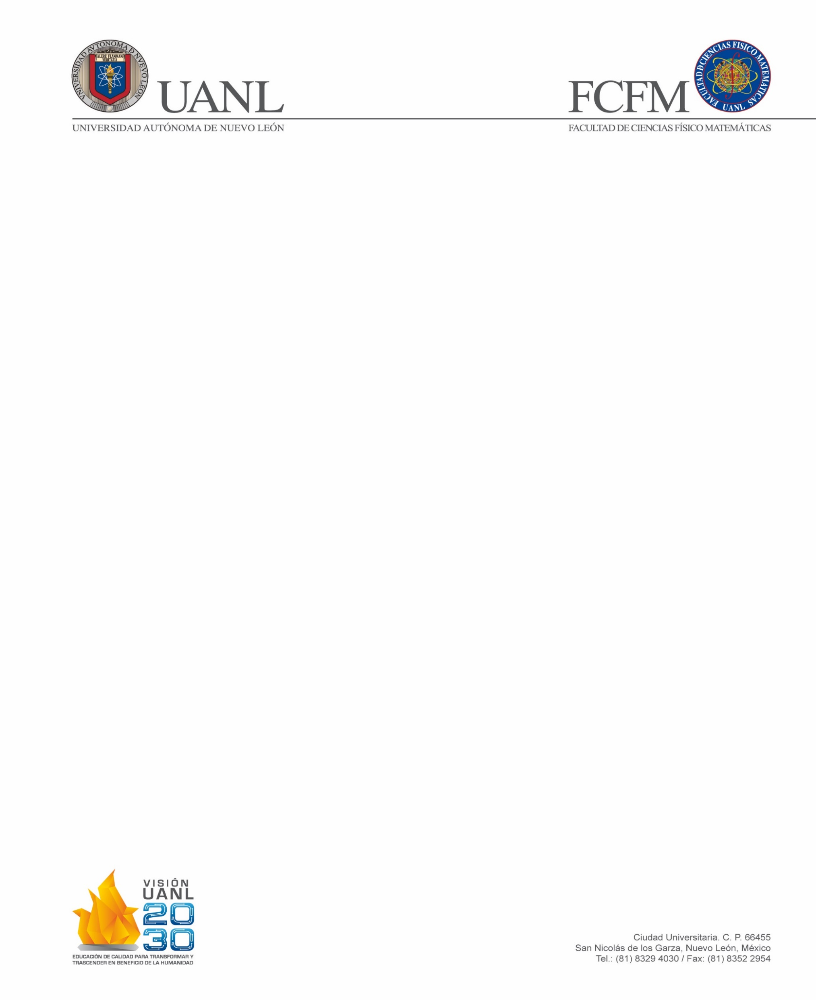 UNIVERSIDAD AVTONOMA D NVEVO LEON
ALERE FLAMMAM
VERITATIS
UANL
UNIVERSIDAD AUTÓNOMA DE NUEVO LEÓN
FCFM
FACULTAD D CIENCIAS FISICO MATEMATICAS
UANL
FACULTAD DE CIENCIAS FÍSICO MATEMÁTICAS
VISIÓN
UANL
20
30
EDUCACIÓN DE CALIDAD PARA TRANSFORMAR Y
TRASCENDER EN BENEFICIO DE LA HUMANIDAD
Ciudad Universitaria. C. P. 66455
San Nicolás de los Garza, Nuevo León, México
Tel.: (81) 8329 4030 / Fax: (81) 8352 2954